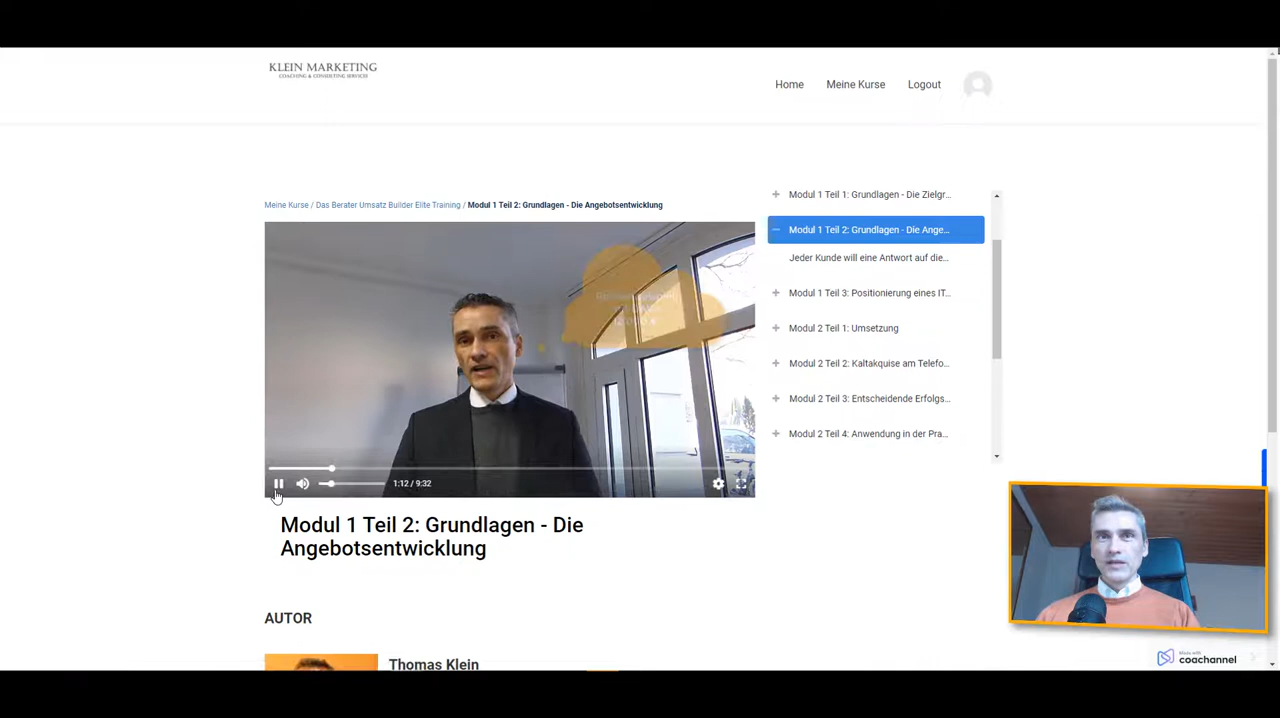 KLEIN MARKETING
COACHING & CONSULTING SERVICES
Home
Meine Kurse
Logout
Meine Kurse / Das Berater Umsatz Builder Elite Training / Modul 1 Teil 2: Grundlagen - Die Angebotsentwicklung
Modul 1 Teil 1: Grundlagen - Die Zielgr...
Modul 1 Teil 2: Grundlagen - Die Ange...
Jeder Kunde will eine Antwort auf die...
Modul 1 Teil 3: Positionierung eines IT...
Modul 2 Teil 1: Umsetzung
Modul 2 Teil 2: Kaltakquise am Telefo...
Modul 2 Teil 3: Entscheidende Erfolgs...
Modul 2 Teil 4: Anwendung in der Pra...
1:12 / 9:32
Modul 1 Teil 2: Grundlagen - Die
Angebotsentwicklung
AUTOR
Thomas Klein
Made with
coachannel